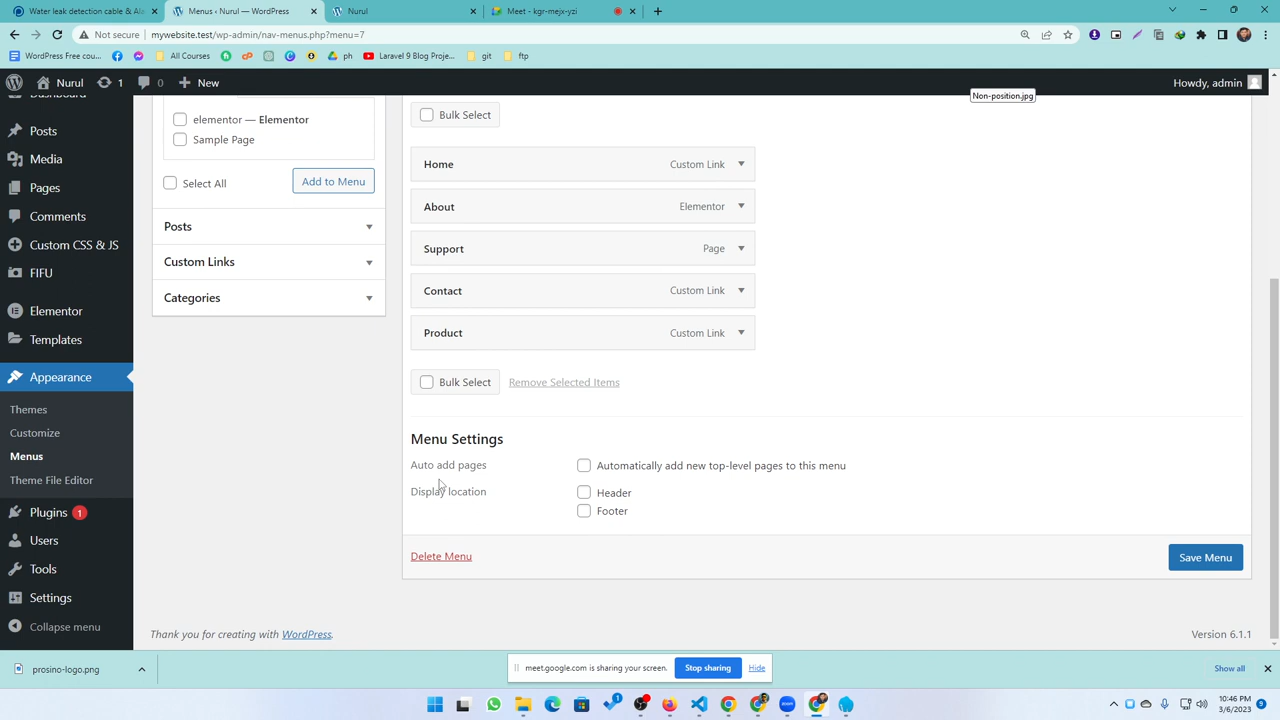 Water leak detection cable & Ala
Menus ‹ Nurul — WordPress
Nurul
Meet - kgr-mejx-yzi
Not secure
mywebsite.test/wp-admin/nav-menus.php?menu=7
WordPress Free cou...
All Courses
ph
Laravel 9 Blog Proje...
git
ftp
Nurul
1
0
New
Howdy, admin
Non-position.jpg
Dashboard
Posts
Media
Pages
Comments
Custom CSS & JS
FIFU
Elementor
Templates
Appearance
Themes
Customize
Menus
Theme File Editor
Plugins 1
Users
Tools
Settings
Collapse menu
elementor — Elementor
Sample Page
Select All
Add to Menu
Posts
Custom Links
Categories
Bulk Select
Home Custom Link
About Elementor
Support Page
Contact Custom Link
Product Custom Link
Bulk Select Remove Selected Items
Menu Settings
Auto add pages Automatically add new top-level pages to this menu
Display location Header
Footer
Delete Menu
Save Menu
Thank you for creating with WordPress.
Version 6.1.1
prosino-logo.png
meet.google.com is sharing your screen.
Stop sharing
Hide
Show all
10:46 PM
3/6/2023